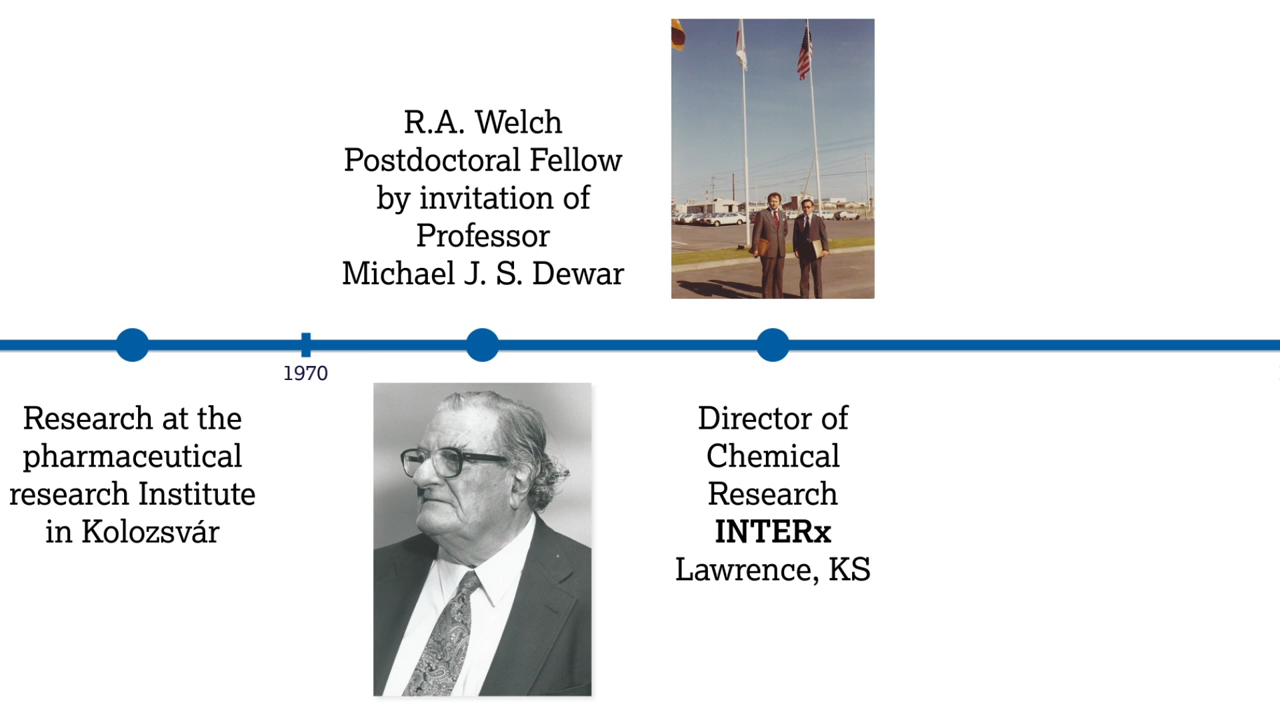 R.A. Welch
Postdoctoral Fellow
by invitation of
Professor
Michael J. S. Dewar
1970
Research at the
pharmaceutical
research Institute
in Kolozsvár
Director of
Chemical
Research
INTERx
Lawrence, KS